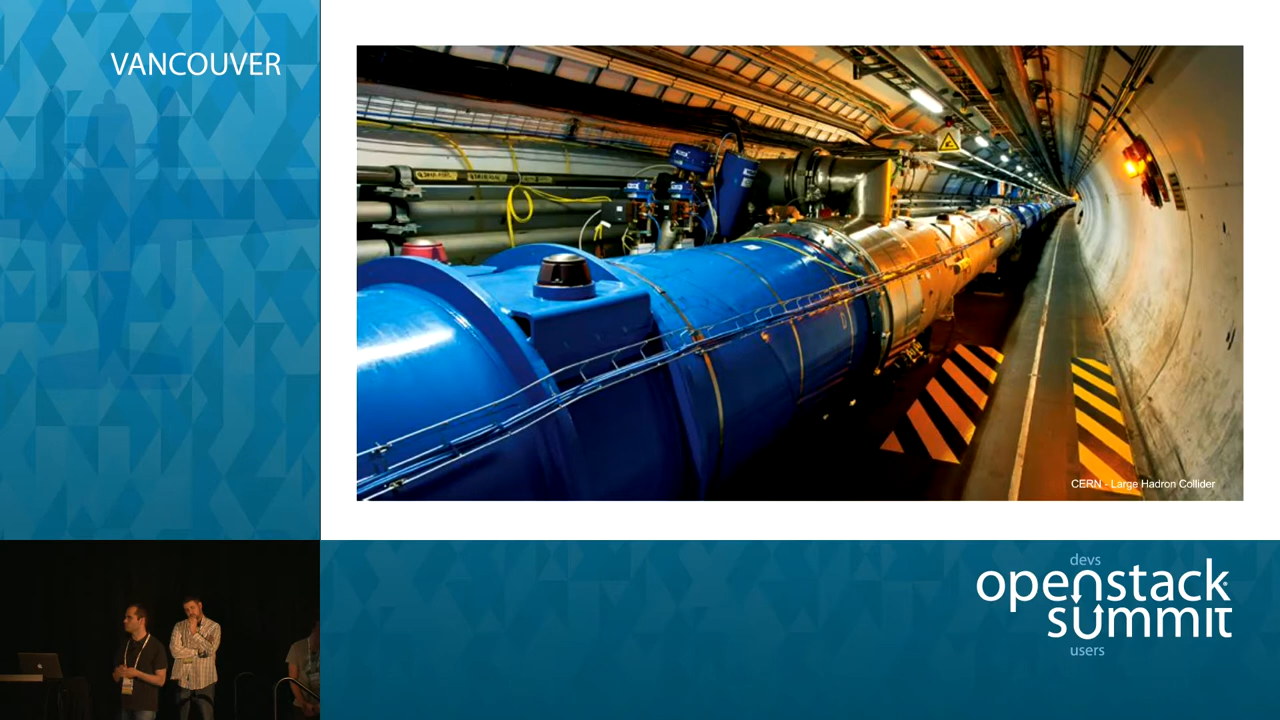 VANCOUVER
CERN - Large Hadron Collider
devs
openstack
summit
users